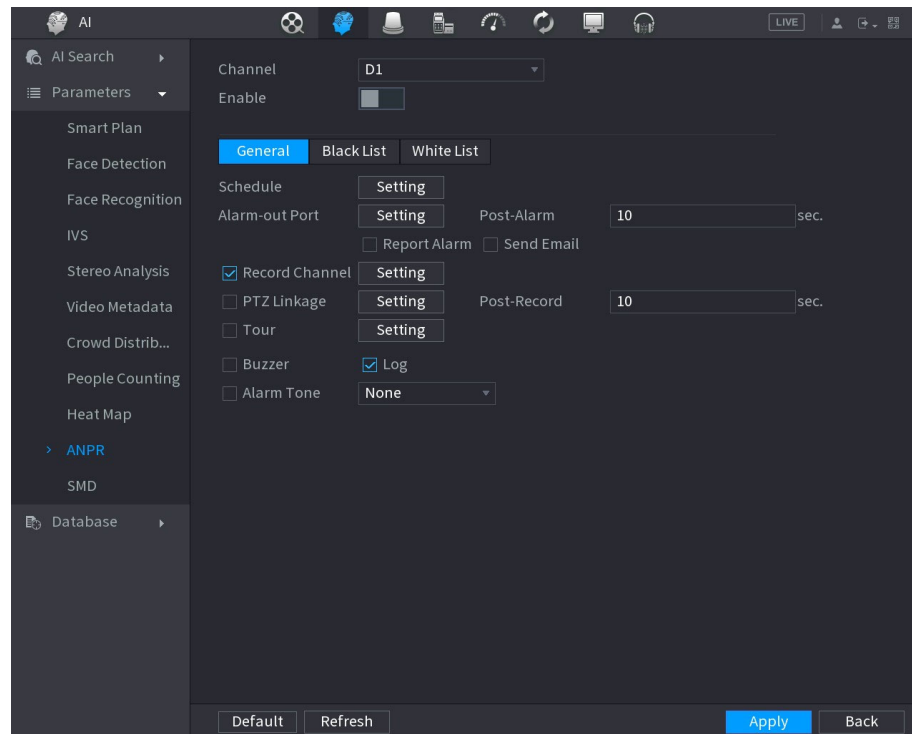 AI
LIVE
AI Search
Parameters
Smart Plan
Face Detection
Face Recognition
IVS
Stereo Analysis
Video Metadata
Crowd Distrib...
People Counting
Heat Map
ANPR
SMD
Database
Channel D1
Enable
General Black List White List
Schedule Setting
Alarm-out Port Setting Post-Alarm 10 sec.
Report Alarm Send Email
Record Channel Setting
PTZ Linkage Setting Post-Record 10 sec.
Tour Setting
Buzzer Log
Alarm Tone None
Default Refresh Apply Back